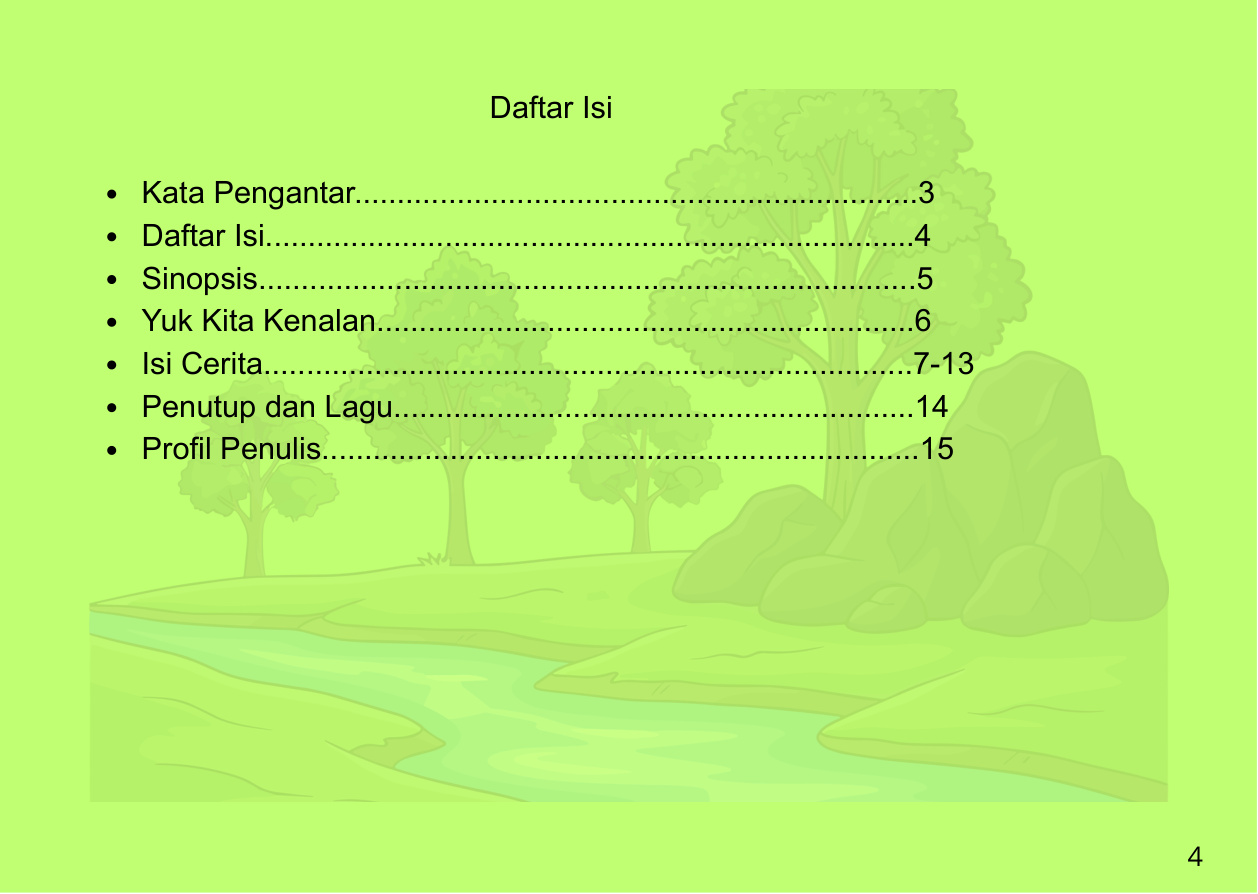 Daftar Isi
• Kata Pengantar..................................................................3
• Daftar Isi............................................................................4
• Sinopsis.............................................................................5
• Yuk Kita Kenalan...............................................................6
• Isi Cerita............................................................................7-13
• Penutup dan Lagu.............................................................14
• Profil Penulis......................................................................15
4